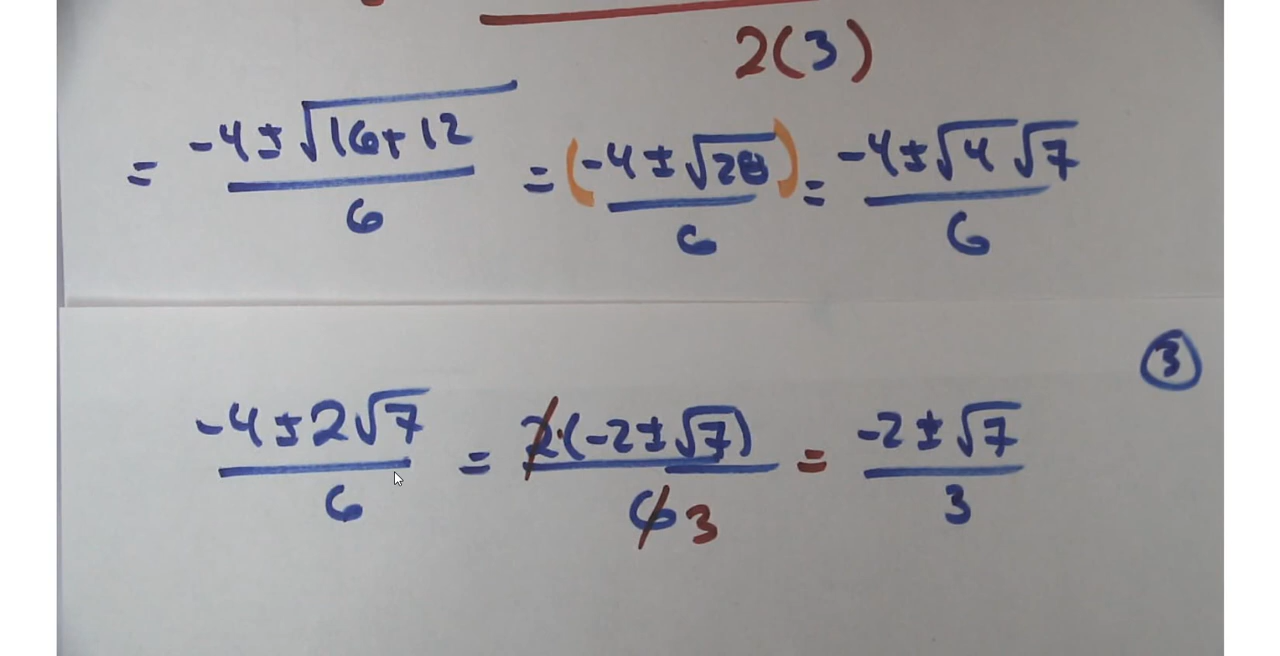 2(3)
= -4±√16+12/6 = (-4±√28)/6 = -4±√4√7/6
③
-4±2√7/6 = 2·(-2±√7)/6 3 = -2±√7/3